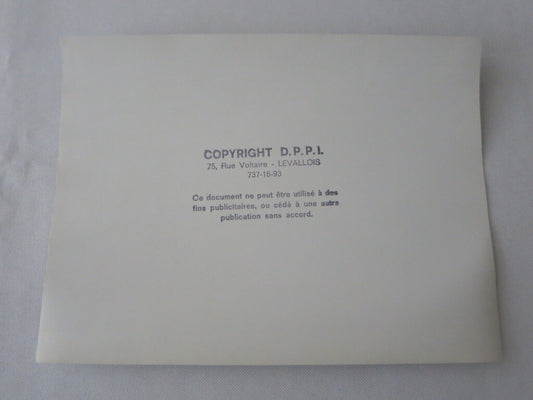 COPYRIGHT D.P.P.I.
75, Rue Voltaire - LEVALLOIS
737-16-93
Ce document ne peut être utilisé à des
fins publicitaires, ou cédé à une autre
publication sans accord.